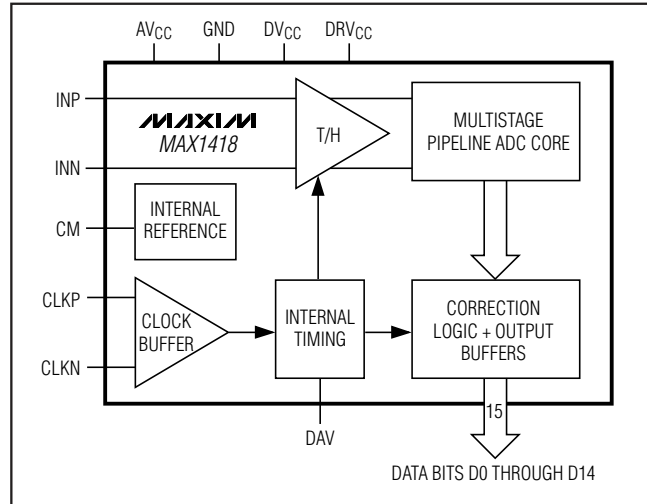 AVCC GND DVCC DRVCC
INP
INN
CM
CLKP
CLKN
MAXIM
MAX1418
T/H
MULTISTAGE
PIPELINE ADC CORE
INTERNAL
REFERENCE
CLOCK
BUFFER
INTERNAL
TIMING
CORRECTION
LOGIC + OUTPUT
BUFFERS
15
DAV
DATA BITS D0 THROUGH D14